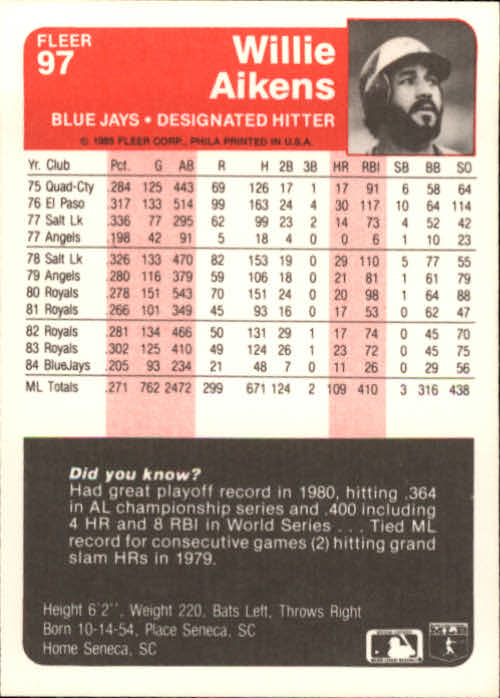 FLEER
97
Willie
Aikens
BLUE JAYS • DESIGNATED HITTER
© 1985 FLEER CORP., PHILA PRINTED IN U.S.A.
Yr. Club Pct. G AB R H 2B 3B HR RBI SB BB SO
75 Quad-Cty .284 125 443 69 126 17 1 17 91 6 58 64
76 El Paso .317 133 514 99 163 24 4 30 117 10 64 114
77 Salt Lk .336 77 295 62 99 23 2 14 73 4 52 42
77 Angels .198 42 91 5 18 4 0 0 6 1 10 23
78 Salt Lk .326 133 470 82 153 19 0 29 110 5 77 55
79 Angels .280 116 379 59 106 18 0 21 81 1 61 79
80 Royals .278 151 543 70 151 24 0 20 98 1 64 88
81 Royals .266 101 349 45 93 16 0 17 53 0 62 47
82 Royals .281 134 466 50 131 29 1 17 74 0 45 70
83 Royals .302 125 410 49 124 26 1 23 72 0 45 75
84 BlueJays .205 93 234 21 48 7 0 11 26 0 29 56
ML Totals .271 762 2472 299 671 124 2 109 410 3 316 438
Did you know?
Had great playoff record in 1980, hitting .364
in AL championship series and .400 including
4 HR and 8 RBI in World Series . . . Tied ML
record for consecutive games (2) hitting grand
slam HRs in 1979.
Height 6'2'', Weight 220, Bats Left, Throws Right
Born 10-14-54, Place Seneca, SC
Home Seneca, SC